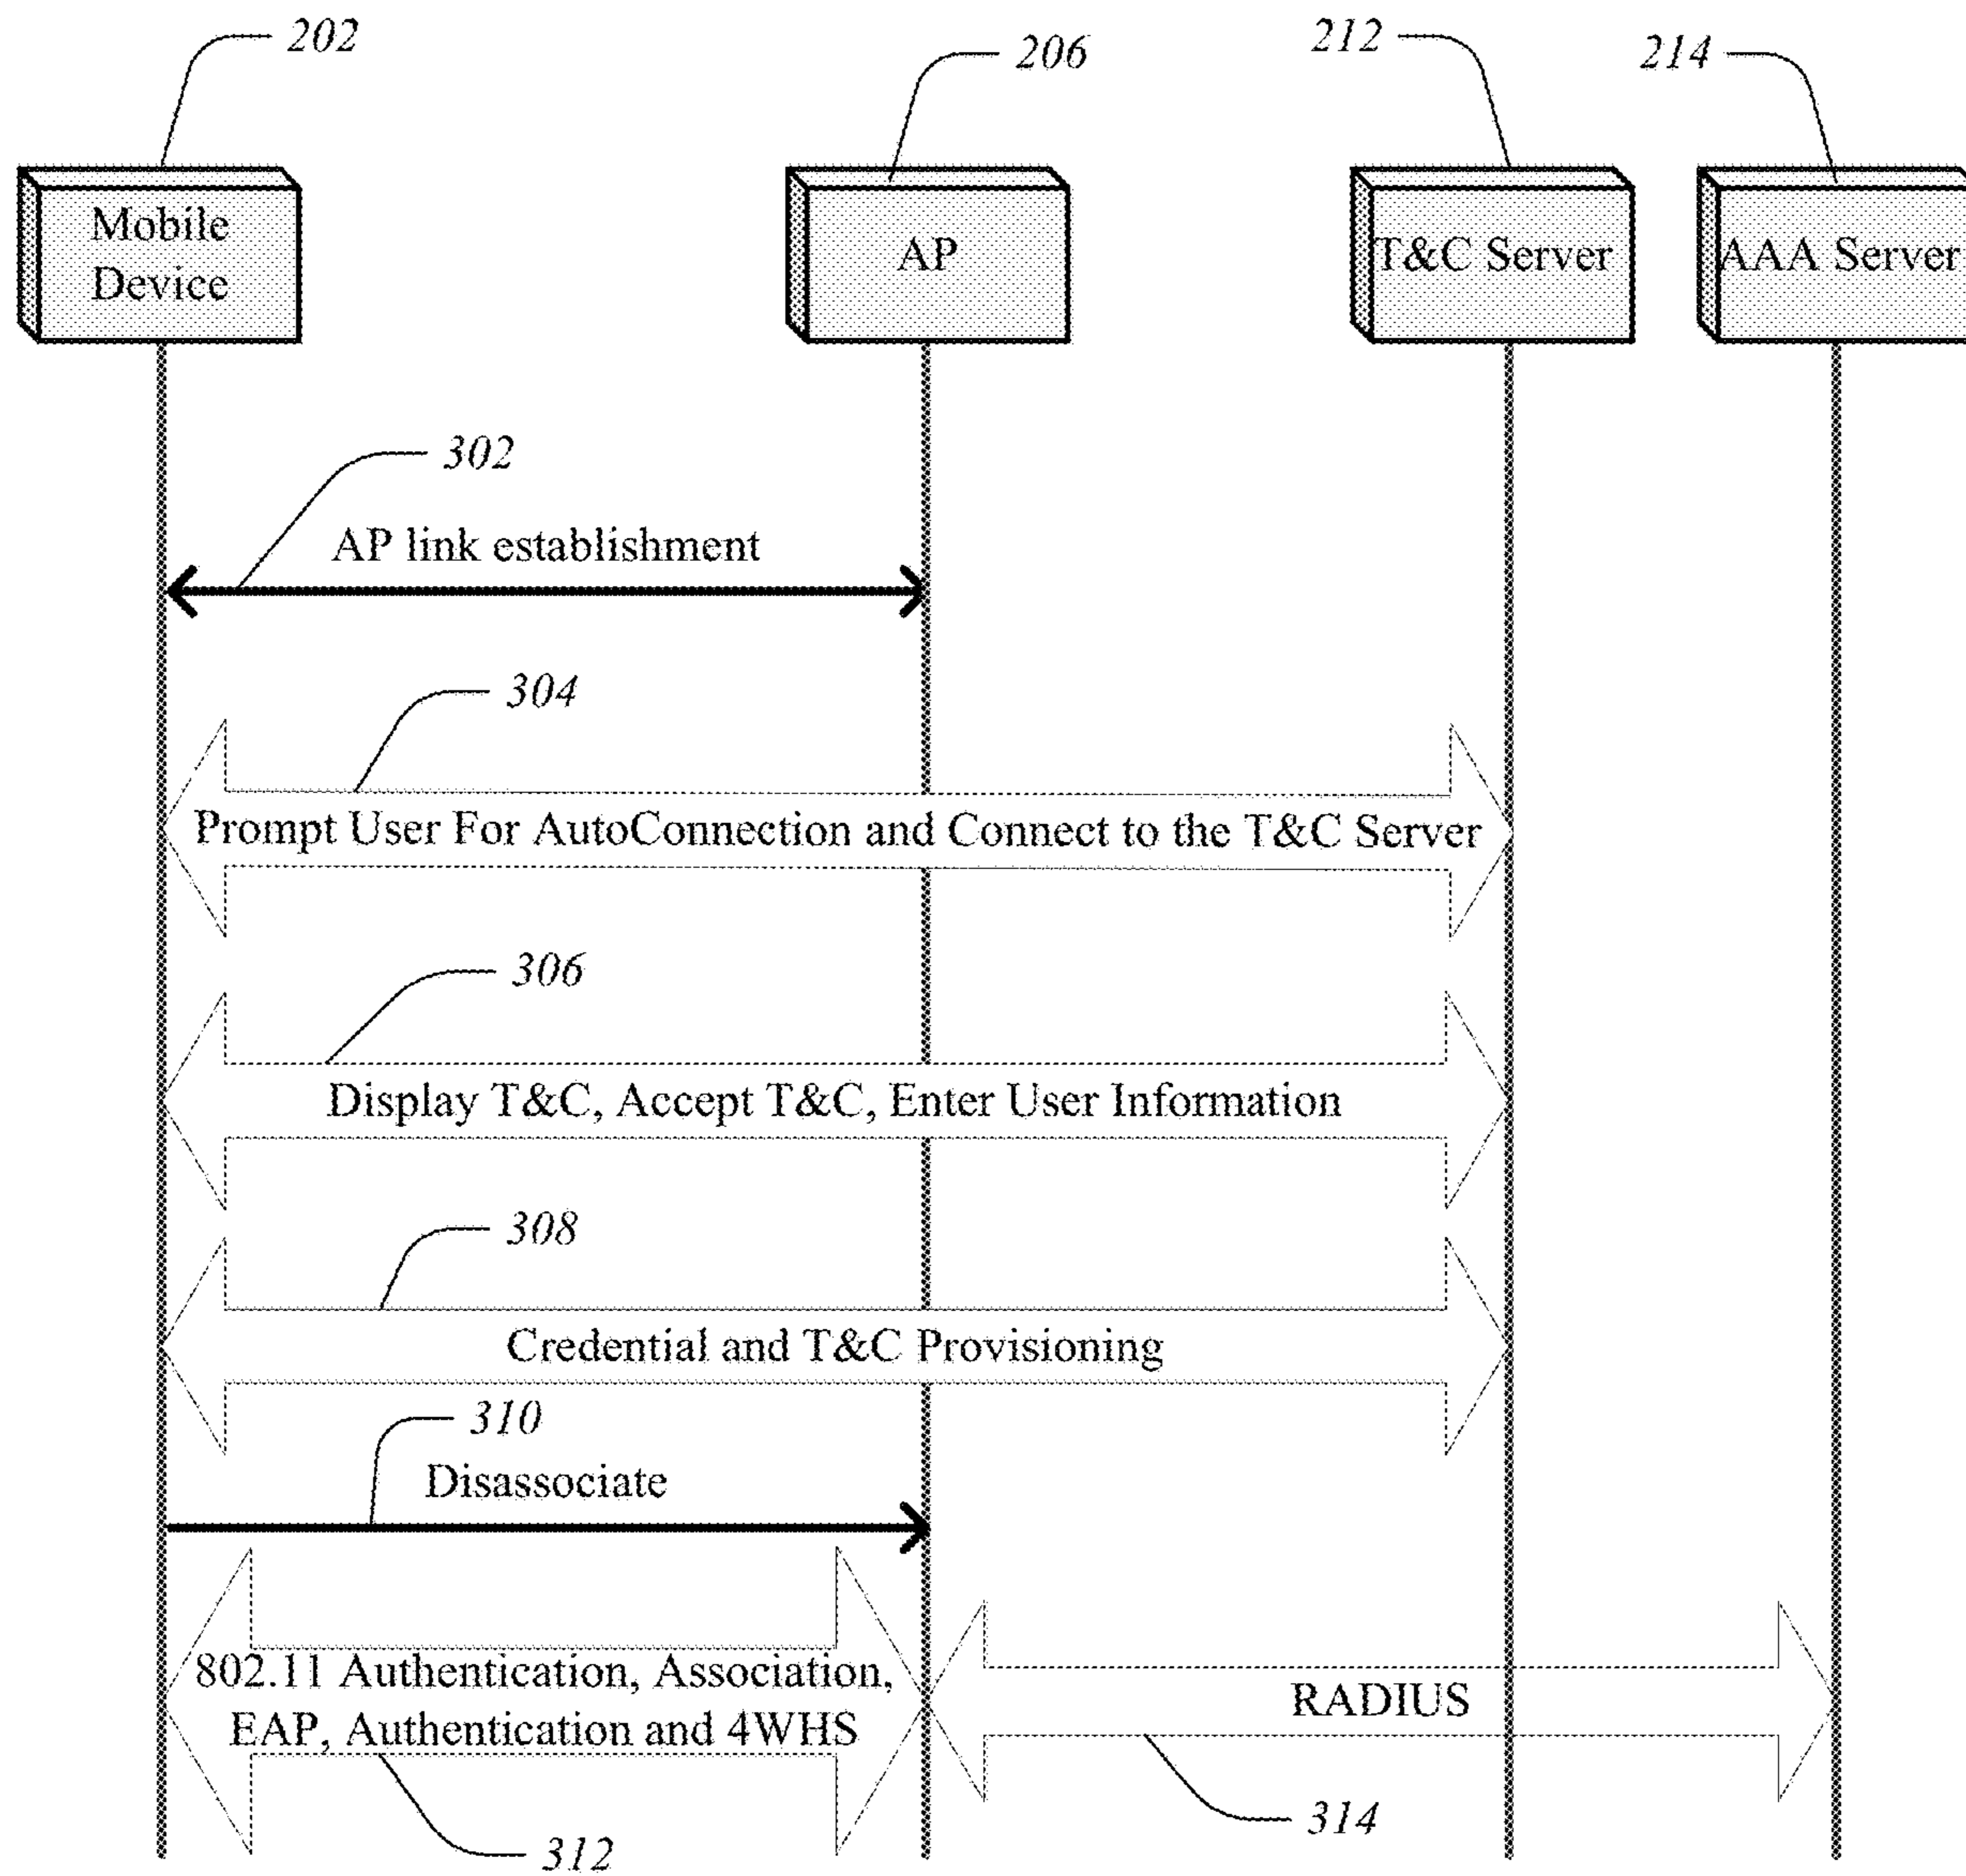 202
206
212
214
Mobile
Device
AP
T&C Server
AAA Server
302
AP link establishment
304
Prompt User For AutoConnection and Connect to the T&C Server
306
Display T&C, Accept T&C, Enter User Information
308
Credential and T&C Provisioning
310
Disassociate
802.11 Authentication, Association,
EAP, Authentication and 4WHS
RADIUS
314
312